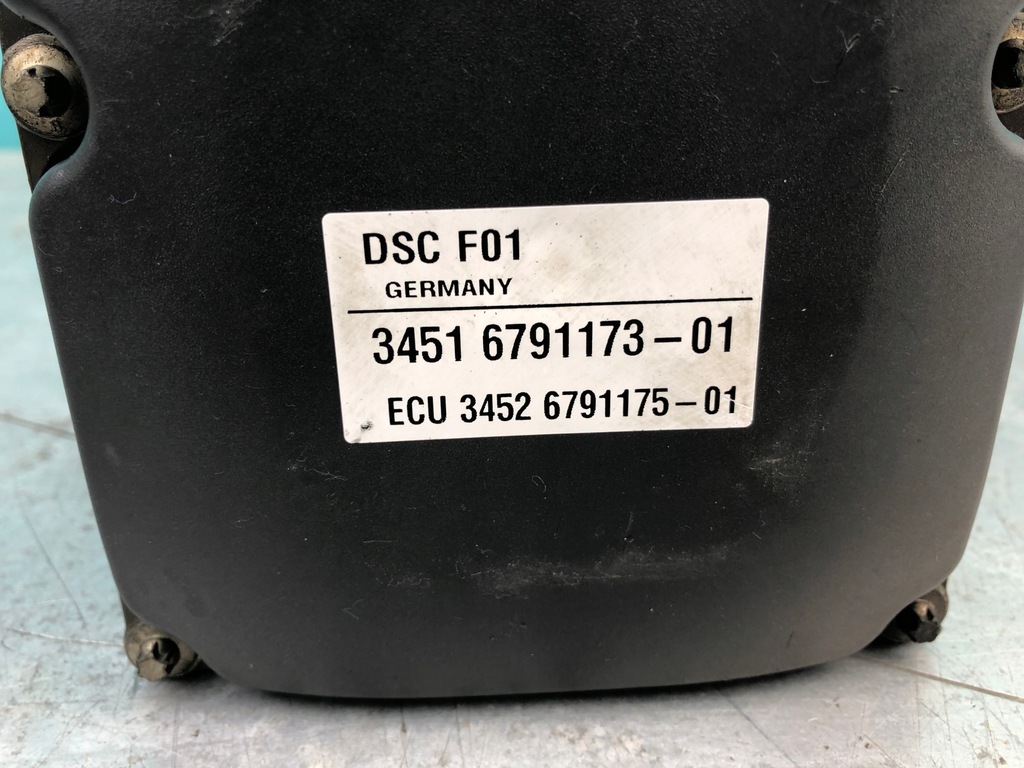 DSC F01
GERMANY
3451 6791173-01
ECU 3452 6791175-01